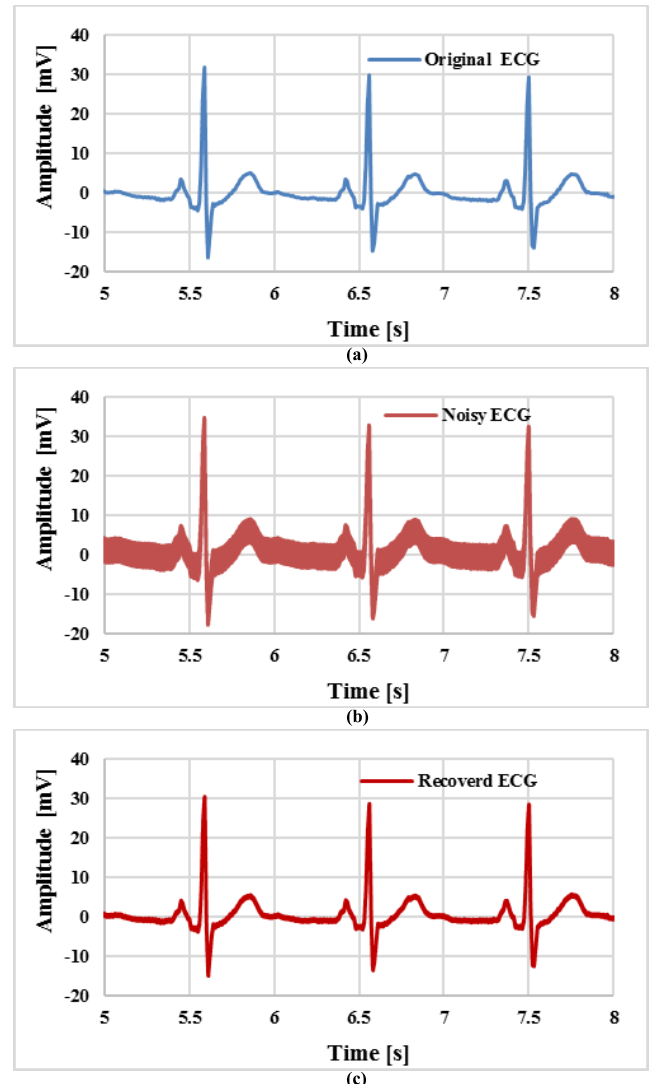 40
Original ECG
30
20
10
0
-10
-20
Amplitude [mV]
5 5.5 6 6.5 7 7.5 8
Time [s]
(a)
40
Noisy ECG
30
20
10
0
-10
-20
Amplitude [mV]
5 5.5 6 6.5 7 7.5 8
Time [s]
(b)
40
Recoverd ECG
30
20
10
0
-10
-20
Amplitude [mV]
5 5.5 6 6.5 7 7.5 8
Time [s]
(c)